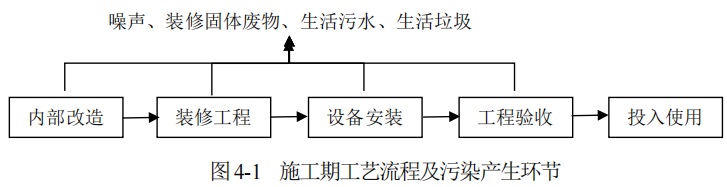 噪声、装修固体废物、生活污水、生活垃圾
内部改造 装修工程 设备安装 工程验收 投入使用
图4-1 施工期工艺流程及污染产生环节